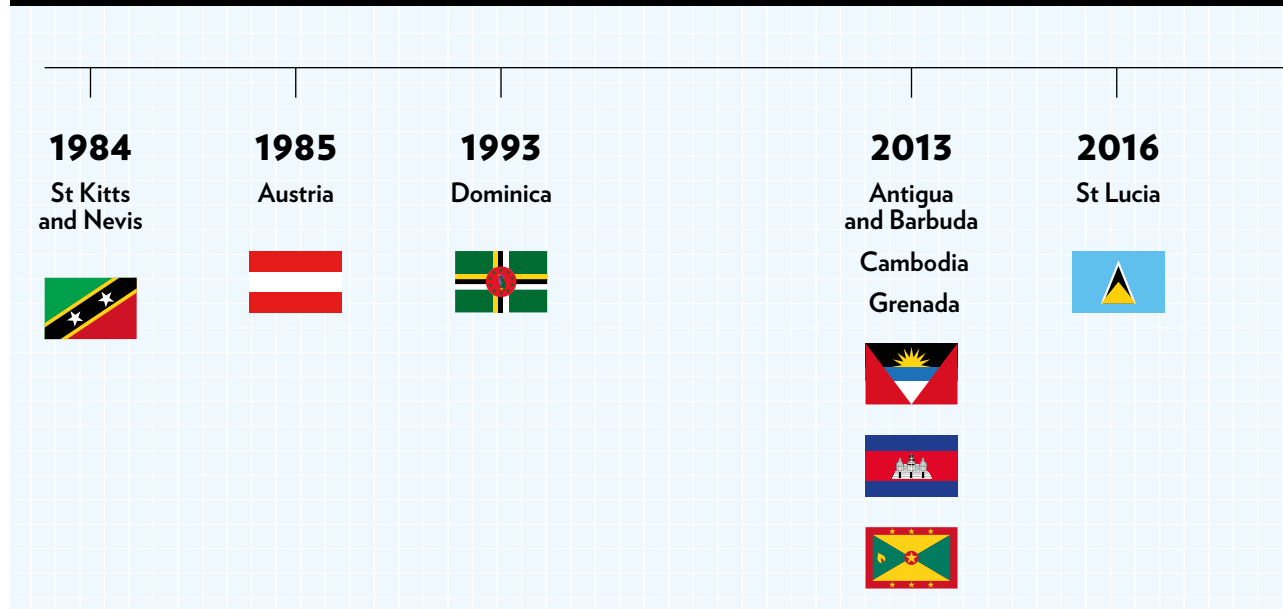 1984
St Kitts
and Nevis
1985
Austria
1993
Dominica
2013
Antigua
and Barbuda
Cambodia
Grenada
2016
St Lucia